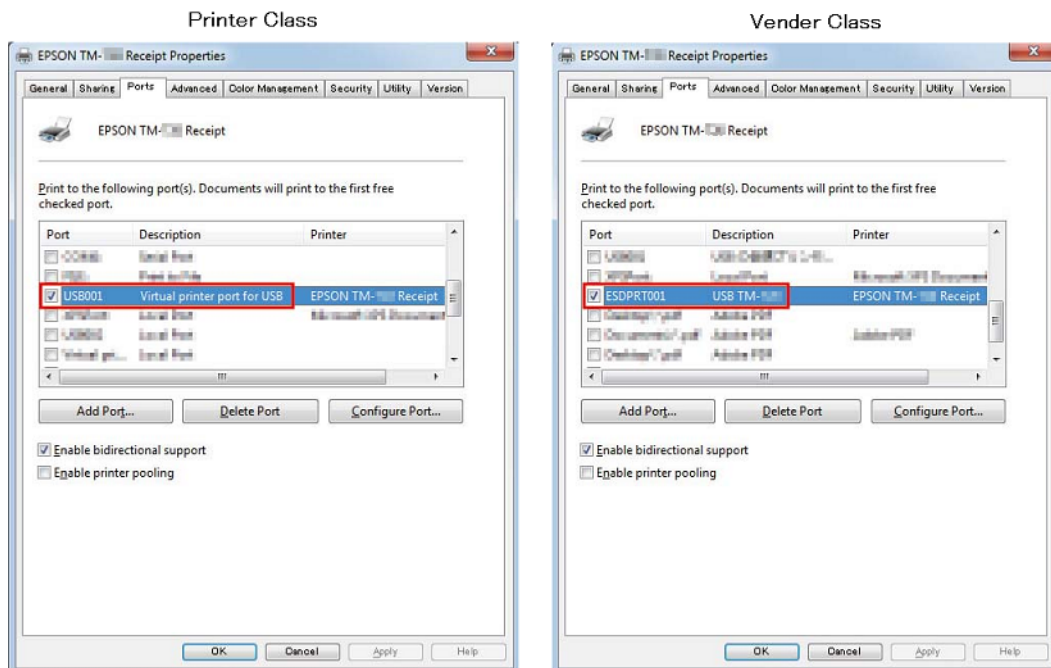 Printer Class
EPSON TM- Receipt Properties
General Sharing Ports Advanced Color Management Security Utility Version
EPSON TM- Receipt
Print to the following port(s). Documents will print to the first free
checked port.
Port Description Printer
USB001 Virtual printer port for USB EPSON TM- Receipt
Add Port... Delete Port Configure Port...
Enable bidirectional support
Enable printer pooling
OK Cancel Apply Help
Vender Class
EPSON TM- Receipt Properties
General Sharing Ports Advanced Color Management Security Utility Version
EPSON TM- Receipt
Print to the following port(s). Documents will print to the first free
checked port.
Port Description Printer
ESDPRT001 USB TM- EPSON TM- Receipt
Add Port... Delete Port Configure Port...
Enable bidirectional support
Enable printer pooling
OK Cancel Apply Help